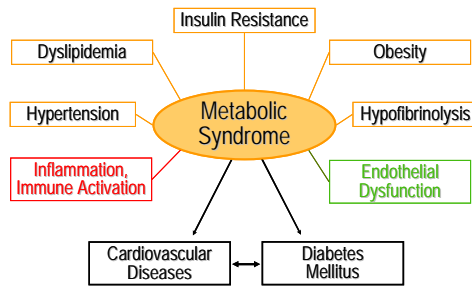 Insulin Resistance
Dyslipidemia
Obesity
Hypertension
Metabolic
Syndrome
Hypofibrinolysis
Inflammation,
Immune Activation
Endothelial
Dysfunction
Cardiovascular
Diseases
Diabetes
Mellitus